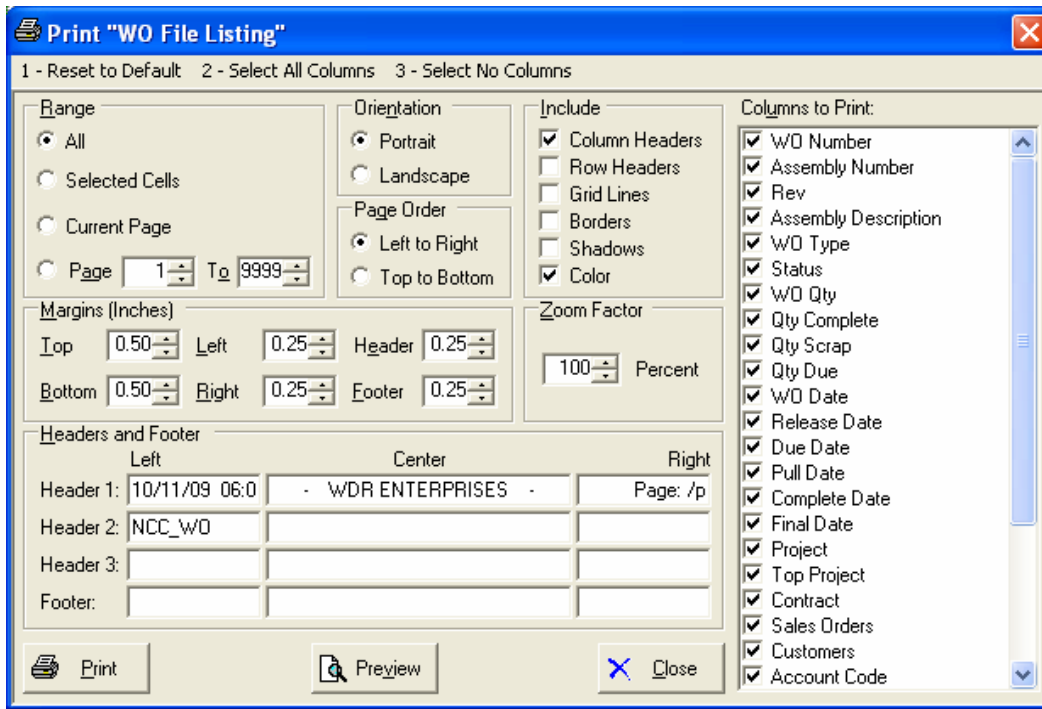 Print "WO File Listing"
1 - Reset to Default 2 - Select All Columns 3 - Select No Columns
Range
All
Selected Cells
Current Page
Page 1 To 9999
Orientation
Portrait
Landscape
Page Order
Left to Right
Top to Bottom
Include
Column Headers
Row Headers
Grid Lines
Borders
Shadows
Color
Margins (Inches)
Top 0.50 Left 0.25 Header 0.25
Bottom 0.50 Right 0.25 Footer 0.25
Zoom Factor
100 Percent
Headers and Footer
Left Center Right
Header 1: 10/11/09 06:0 - WDR ENTERPRISES - Page: /p
Header 2: NCC_WO
Header 3:
Footer:
Print Preview Close
Columns to Print:
WO Number
Assembly Number
Rev
Assembly Description
WO Type
Status
WO Qty
Qty Complete
Qty Scrap
Qty Due
WO Date
Release Date
Due Date
Pull Date
Complete Date
Final Date
Project
Top Project
Contract
Sales Orders
Customers
Account Code